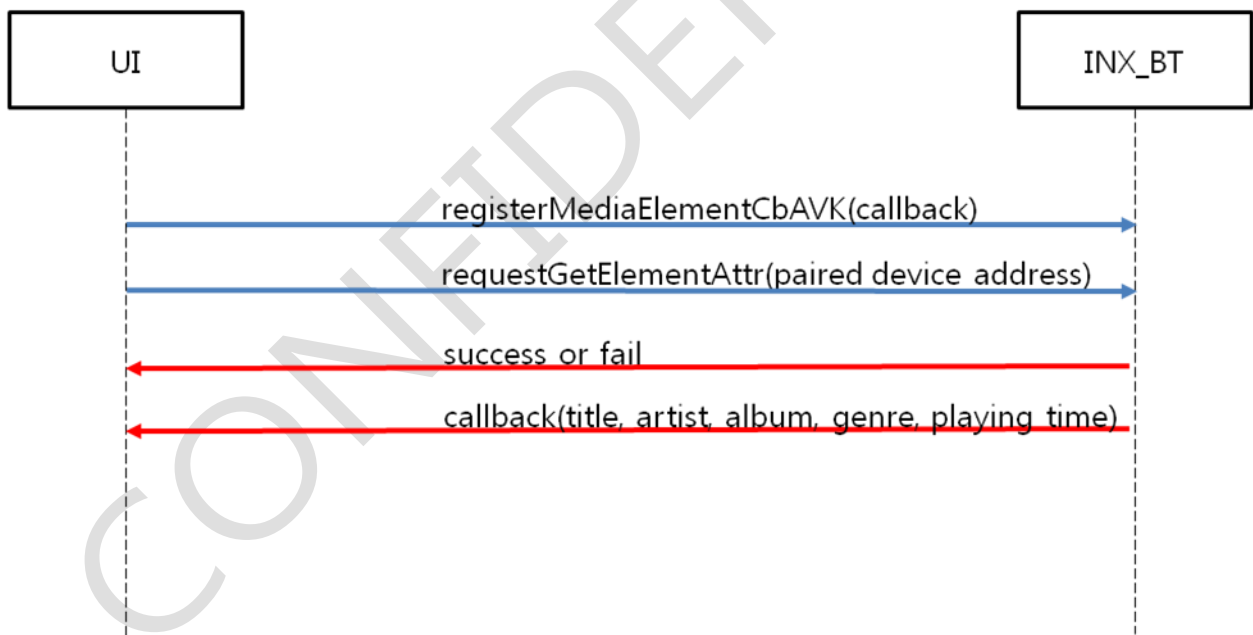 UI
INX_BT
registerMediaElementCbAVK(callback)
requestGetElementAttr(paired device address)
success or fail
callback(title, artist, album, genre, playing time)
CONFIDE